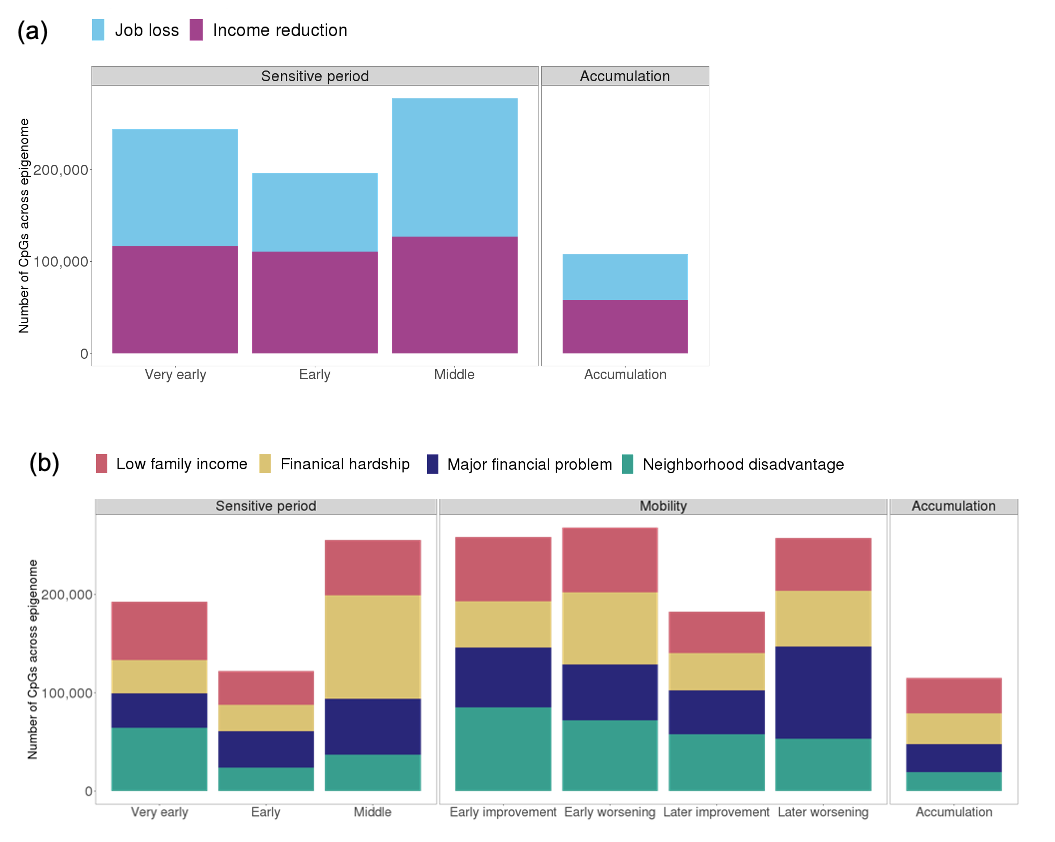 (a)
Job loss Income reduction
Sensitive period Accumulation
Number of CpGs across epigenome
200,000
100,000
0
Very early Early Middle Accumulation
(b)
Low family income Finanical hardship Major financial problem Neighborhood disadvantage
Sensitive period Mobility Accumulation
Number of CpGs across epigenome
200,000
100,000
0
Very early Early Middle Early improvement Early worsening Later improvement Later worsening Accumulation